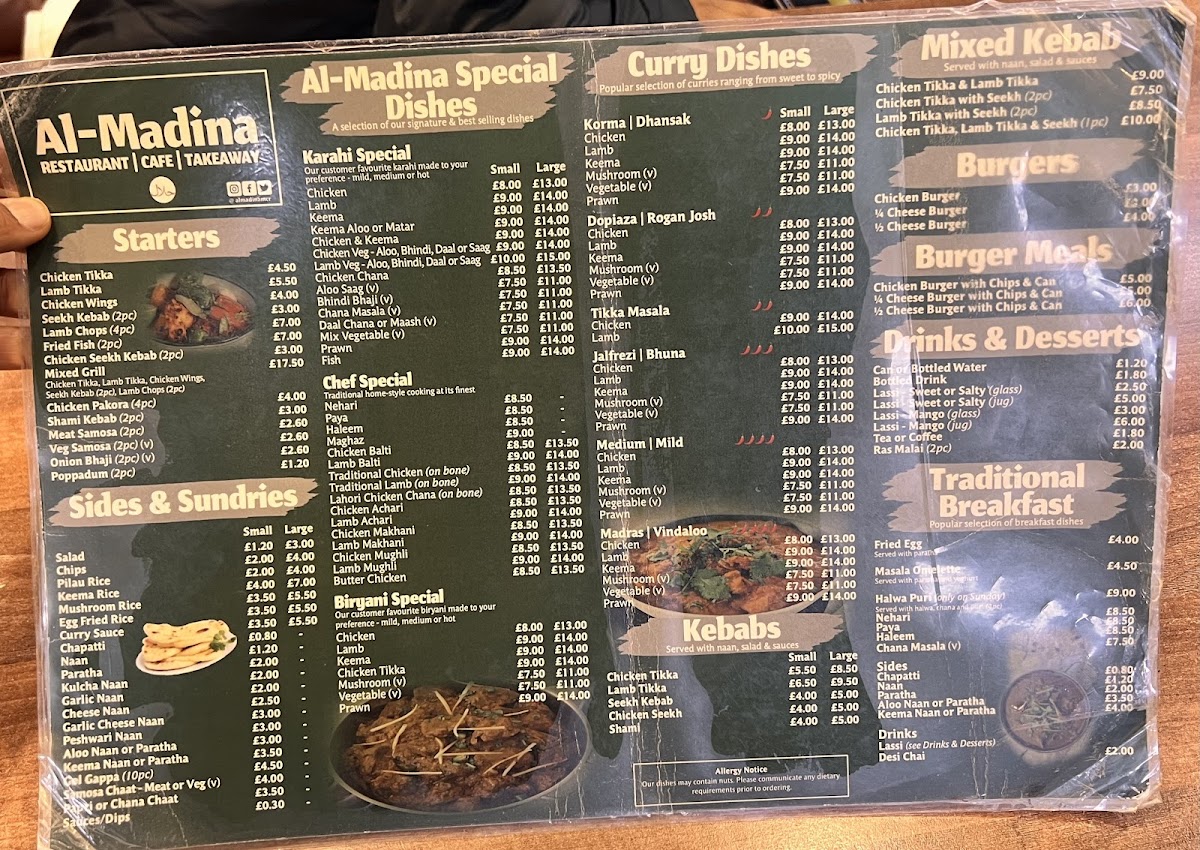 Al-Madina
RESTAURANT | CAFE | TAKEAWAY
@ almadinamcr
Starters
Chicken Tikka £4.50
Lamb Tikka £5.50
Chicken Wings £4.00
Seekh Kebab (2pc) £3.00
Lamb Chops (4pc) £7.00
Fried Fish (2pc) £7.00
Chicken Seekh Kebab (2pc) £3.00
Mixed Grill £17.50
Chicken Tikka, Lamb Tikka, Chicken Wings,
Seekh Kebab (2pc), Lamb Chops (2pc)
Chicken Pakora (4pc) £4.00
Shami Kebab (2pc) £3.00
Meat Samosa (2pc) £2.60
Veg Samosa (2pc) (v) £2.60
Onion Bhaji (2pc) (v) £2.60
Poppadum (2pc) £1.20
Sides & Sundries
Small Large
Salad £1.20 £3.00
Chips £2.00 £4.00
Pilau Rice £2.00 £4.00
Keema Rice £4.00 £7.00
Mushroom Rice £3.50 £5.50
Egg Fried Rice £3.50 £5.50
Curry Sauce £3.50 £5.50
Chapatti £0.80 -
Naan £1.20 -
Paratha £2.00 -
Kulcha Naan £2.00 -
Garlic Naan £2.00 -
Cheese Naan £2.50 -
Garlic Cheese Naan £3.00 -
Peshwari Naan £3.00 -
Aloo Naan or Paratha £3.00 -
Keema Naan or Paratha £3.50 -
Gol Gappa (10pc) £4.50 -
Samosa Chaat - Meat or Veg (v) £4.00 -
Papri or Chana Chaat £3.50 -
Sauces/Dips £0.30 -
Al-Madina Special
Dishes
A selection of our signature & best selling dishes
Karahi Special
Our customer favourite karahi made to your
preference - mild, medium or hot
Small Large
Chicken £8.00 £13.00
Lamb £9.00 £14.00
Keema £9.00 £14.00
Keema Aloo or Matar £9.00 £14.00
Chicken & Keema £9.00 £14.00
Chicken Veg - Aloo, Bhindi, Daal or Saag £9.00 £14.00
Lamb Veg - Aloo, Bhindi, Daal or Saag £10.00 £15.00
Chicken Chana £8.50 £13.50
Aloo Saag (v) £7.50 £11.00
Bhindi Bhaji (v) £7.50 £11.00
Chana Masala (v) £7.50 £11.00
Daal Chana or Maash (v) £7.50 £11.00
Mix Vegetable (v) £7.50 £11.00
Prawn £9.00 £14.00
Fish £9.00 £14.00
Chef Special
Traditional home-style cooking at its finest
Nehari £8.50 -
Paya £8.50 -
Haleem £8.50 -
Maghaz £9.00 -
Chicken Balti £8.50 £13.50
Lamb Balti £9.00 £14.00
Traditional Chicken (on bone) £8.50 £13.50
Traditional Lamb (on bone) £9.00 £14.00
Lahori Chicken Chana (on bone) £8.50 £13.50
Chicken Achari £8.50 £13.50
Lamb Achari £9.00 £14.00
Chicken Makhani £8.50 £13.50
Lamb Makhani £9.00 £14.00
Chicken Mughli £8.50 £13.50
Lamb Mughli £9.00 £14.00
Butter Chicken £8.50 £13.50
Biryani Special
Our customer favourite biryani made to your
preference - mild, medium or hot
Chicken £8.00 £13.00
Lamb £9.00 £14.00
Keema £9.00 £14.00
Chicken Tikka £9.00 £14.00
Mushroom (v) £7.50 £11.00
Vegetable (v) £7.50 £11.00
Prawn £9.00 £14.00
Curry Dishes
Popular selection of curries ranging from sweet to spicy
Small Large
Korma | Dhansak
Chicken £8.00 £13.00
Lamb £9.00 £14.00
Keema £9.00 £14.00
Mushroom (v) £7.50 £11.00
Vegetable (v) £7.50 £11.00
Prawn £9.00 £14.00
Dopiaza | Rogan Josh
Chicken £8.00 £13.00
Lamb £9.00 £14.00
Keema £9.00 £14.00
Mushroom (v) £7.50 £11.00
Vegetable (v) £7.50 £11.00
Prawn £9.00 £14.00
Tikka Masala
Chicken £9.00 £14.00
Lamb £10.00 £15.00
Jalfrezi | Bhuna
Chicken £8.00 £13.00
Lamb £9.00 £14.00
Keema £9.00 £14.00
Mushroom (v) £7.50 £11.00
Vegetable (v) £7.50 £11.00
Prawn £9.00 £14.00
Medium | Mild
Chicken £8.00 £13.00
Lamb £9.00 £14.00
Keema £9.00 £14.00
Mushroom (v) £7.50 £11.00
Vegetable (v) £7.50 £11.00
Prawn £9.00 £14.00
Madras | Vindaloo
Chicken £8.00 £13.00
Lamb £9.00 £14.00
Keema £9.00 £14.00
Mushroom (v) £7.50 £11.00
Vegetable (v) £7.50 £11.00
Prawn £9.00 £14.00
Kebabs
Served with naan, salad & sauces
Small Large
Chicken Tikka £5.50 £8.50
Lamb Tikka £6.50 £9.50
Seekh Kebab £4.00 £5.00
Chicken Seekh £4.00 £5.00
Shami £4.00 £5.00
Allergy Notice
Our dishes may contain nuts. Please communicate any dietary
requirements prior to ordering.
Mixed Kebab
Served with naan, salad & sauces
Chicken Tikka & Lamb Tikka £9.00
Chicken Tikka with Seekh (2pc) £7.50
Lamb Tikka with Seekh (2pc) £8.50
Chicken Tikka, Lamb Tikka & Seekh (1pc) £10.00
Burgers
Chicken Burger £3.00
¼ Cheese Burger £3.00
½ Cheese Burger £4.00
Burger Meals
Chicken Burger with Chips & Can £5.00
¼ Cheese Burger with Chips & Can £5.00
½ Cheese Burger with Chips & Can £6.00
Drinks & Desserts
Can or Bottled Water £1.20
Bottled Drink £1.80
Lassi - Sweet or Salty (glass) £2.50
Lassi - Sweet or Salty (jug) £5.00
Lassi - Mango (glass) £3.00
Lassi - Mango (jug) £6.00
Tea or Coffee £1.80
Ras Malai (2pc) £2.00
Traditional
Breakfast
Popular selection of breakfast dishes
Fried Egg £4.00
Served with paratha
Masala Omelette £4.50
Served with paratha and yoghurt
Halwa Puri (only on Sunday) £9.00
Served with halwa, chana and puri (2pc)
Nehari £8.50
Paya £8.50
Haleem £8.50
Chana Masala (v) £7.50
Sides
Chapatti £0.80
Naan £1.20
Paratha £2.00
Aloo Naan or Paratha £3.50
Keema Naan or Paratha £4.00
Drinks
Lassi (see Drinks & Desserts)
Desi Chai £2.00